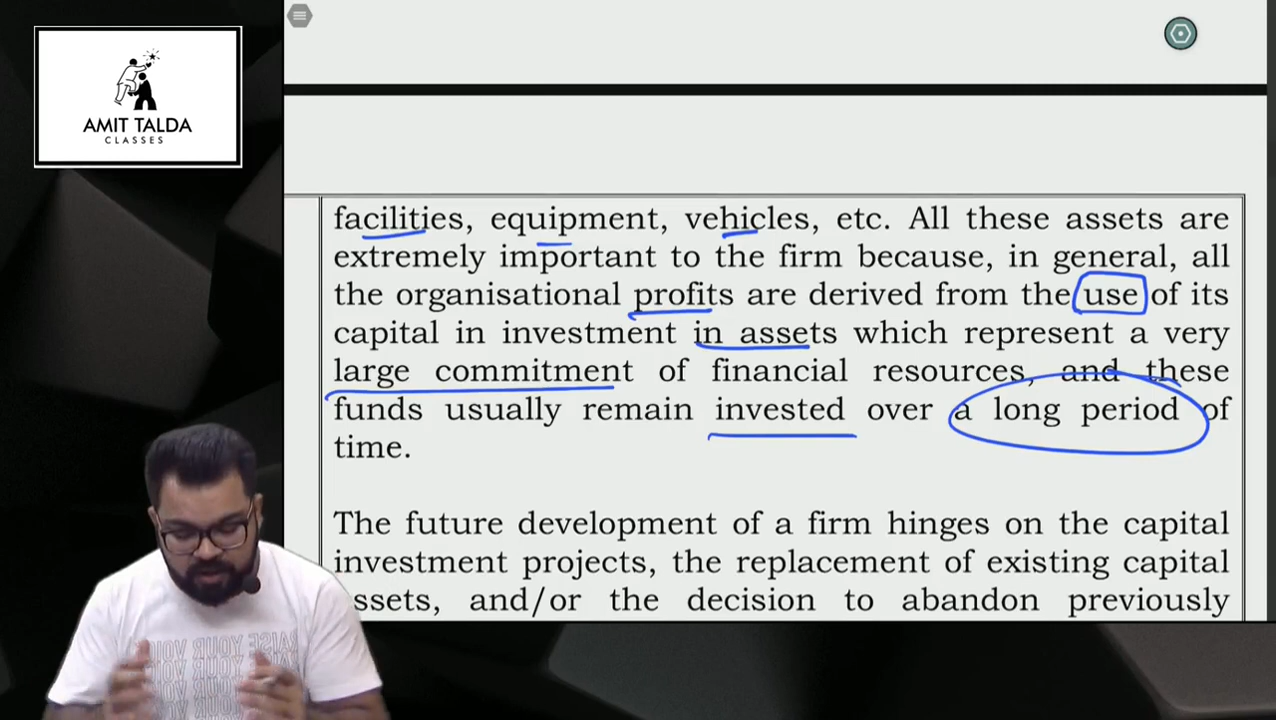 AMIT TALDA
CLASSES
facilities, equipment, vehicles, etc. All these assets are
extremely important to the firm because, in general, all
the organisational profits are derived from the use of its
capital in investment in assets which represent a very
large commitment of financial resources, and these
funds usually remain invested over a long period of
time.
The future development of a firm hinges on the capital
investment projects, the replacement of existing capital
ssets, and/or the decision to abandon previously